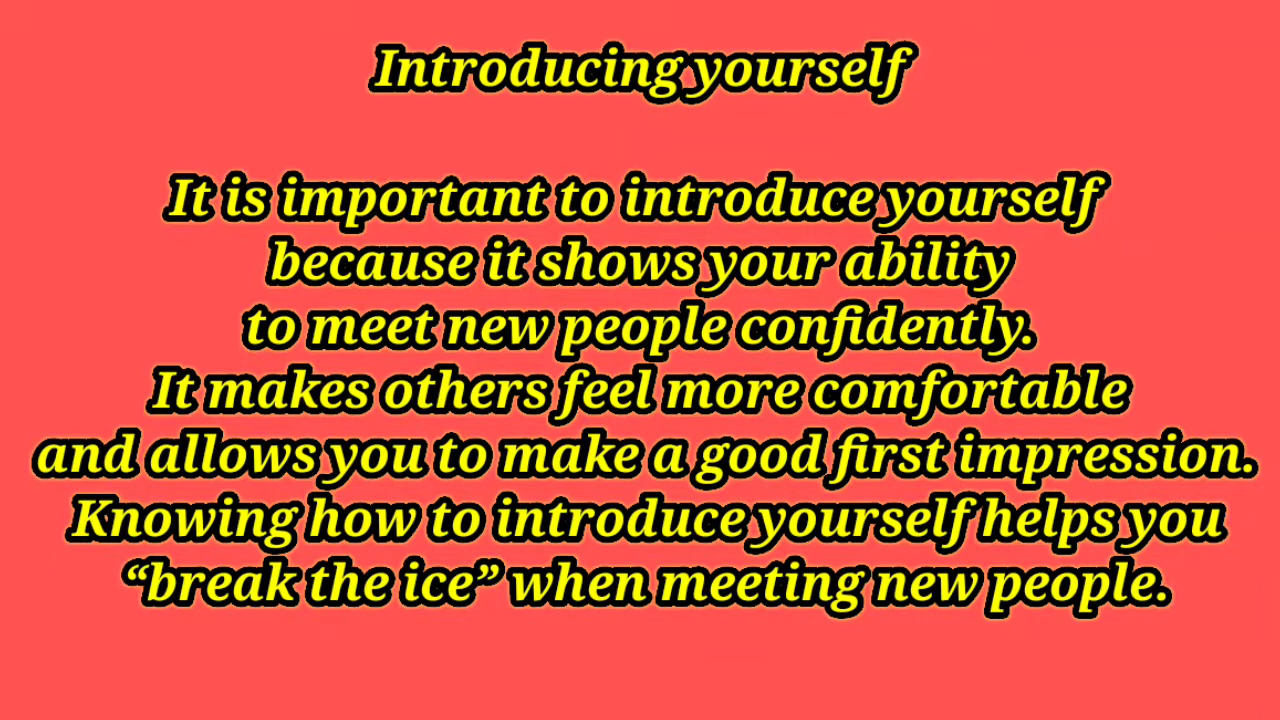 Introducing yourself
It is important to introduce yourself
because it shows your ability
to meet new people confidently.
It makes others feel more comfortable
and allows you to make a good first impression.
Knowing how to introduce yourself helps you
“break the ice” when meeting new people.